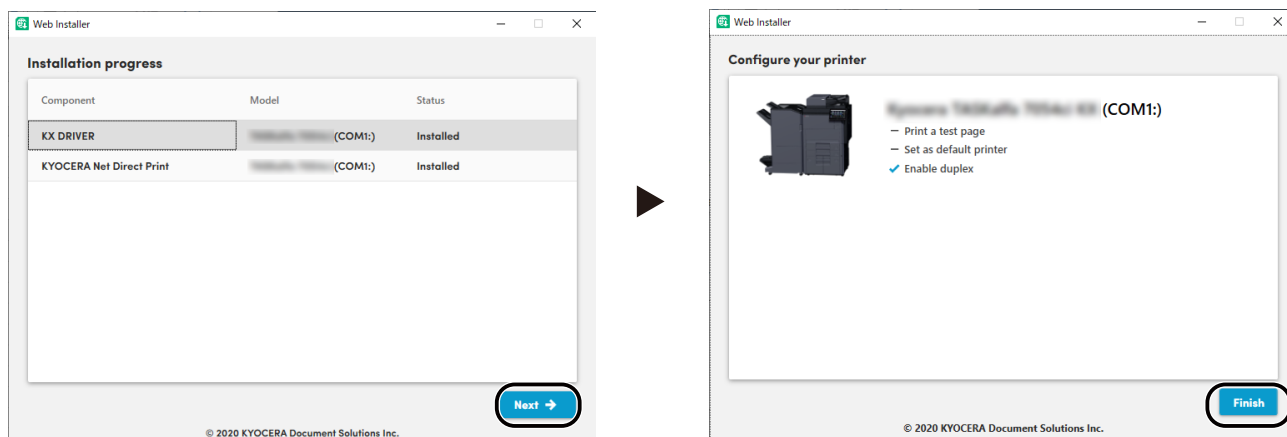 Web Installer
Installation progress
Component Model Status
KX DRIVER (COM1:) Installed
KYOCERA Net Direct Print (COM1:) Installed
Next →
© 2020 KYOCERA Document Solutions Inc.
Web Installer
Configure your printer
(COM1:)
– Print a test page
– Set as default printer
✓ Enable duplex
Finish
© 2020 KYOCERA Document Solutions Inc.